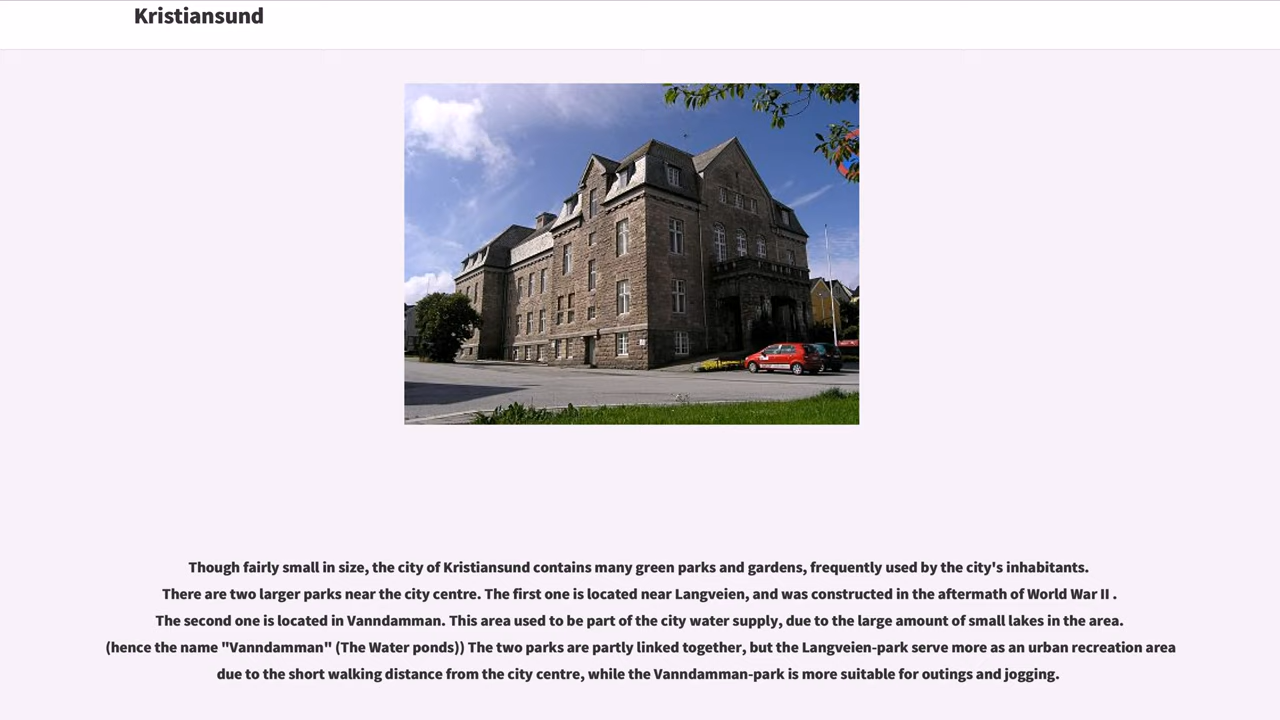 Kristiansund
Though fairly small in size, the city of Kristiansund contains many green parks and gardens, frequently used by the city's inhabitants.
There are two larger parks near the city centre. The first one is located near Langveien, and was constructed in the aftermath of World War II .
The second one is located in Vanndamman. This area used to be part of the city water supply, due to the large amount of small lakes in the area.
(hence the name "Vanndamman" (The Water ponds)) The two parks are partly linked together, but the Langveien-park serve more as an urban recreation area
due to the short walking distance from the city centre, while the Vanndamman-park is more suitable for outings and jogging.